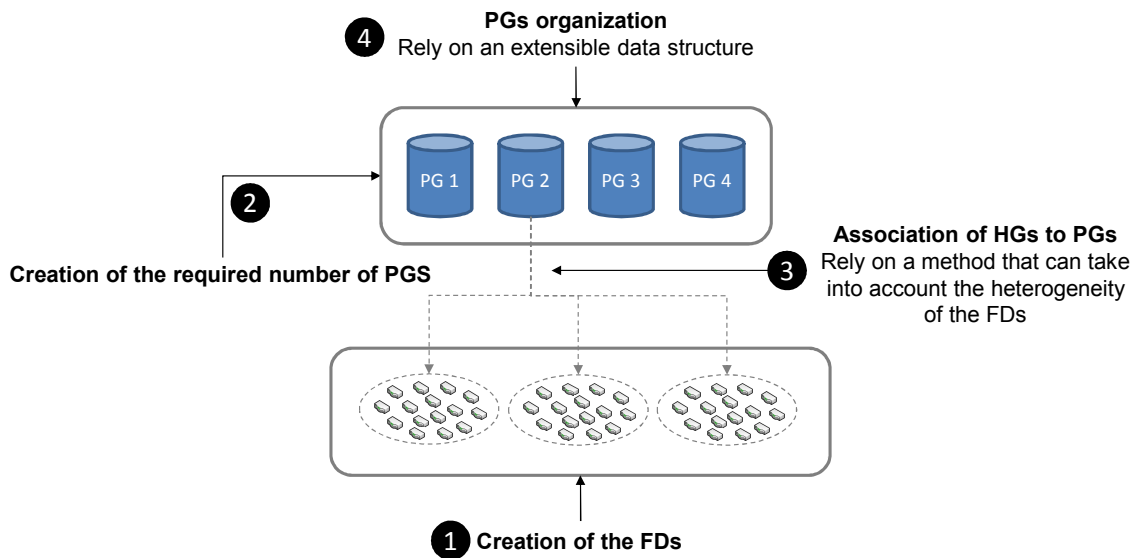 4
PGs organization
Rely on an extensible data structure
PG 1 PG 2 PG 3 PG 4
2
Creation of the required number of PGS
Association of HGs to PGs
3
Rely on a method that can take
into account the heterogeneity
of the FDs
1 Creation of the FDs